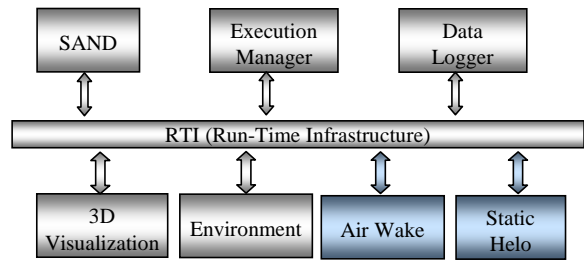 SAND
Execution
Manager
Data
Logger
RTI (Run-Time Infrastructure)
3D
Visualization
Environment
Air Wake
Static
Helo